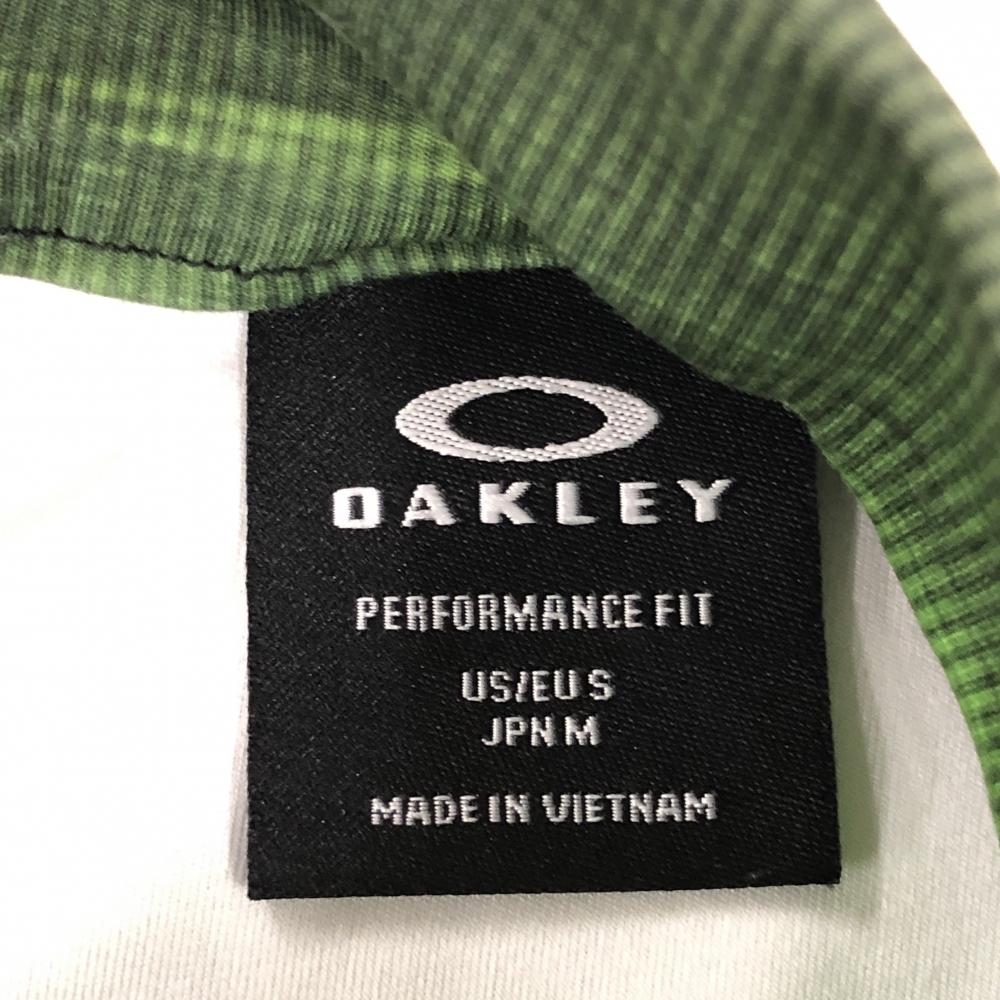 OAKLEY
PERFORMANCE FIT
US/EU S
JPN M
MADE IN VIETNAM